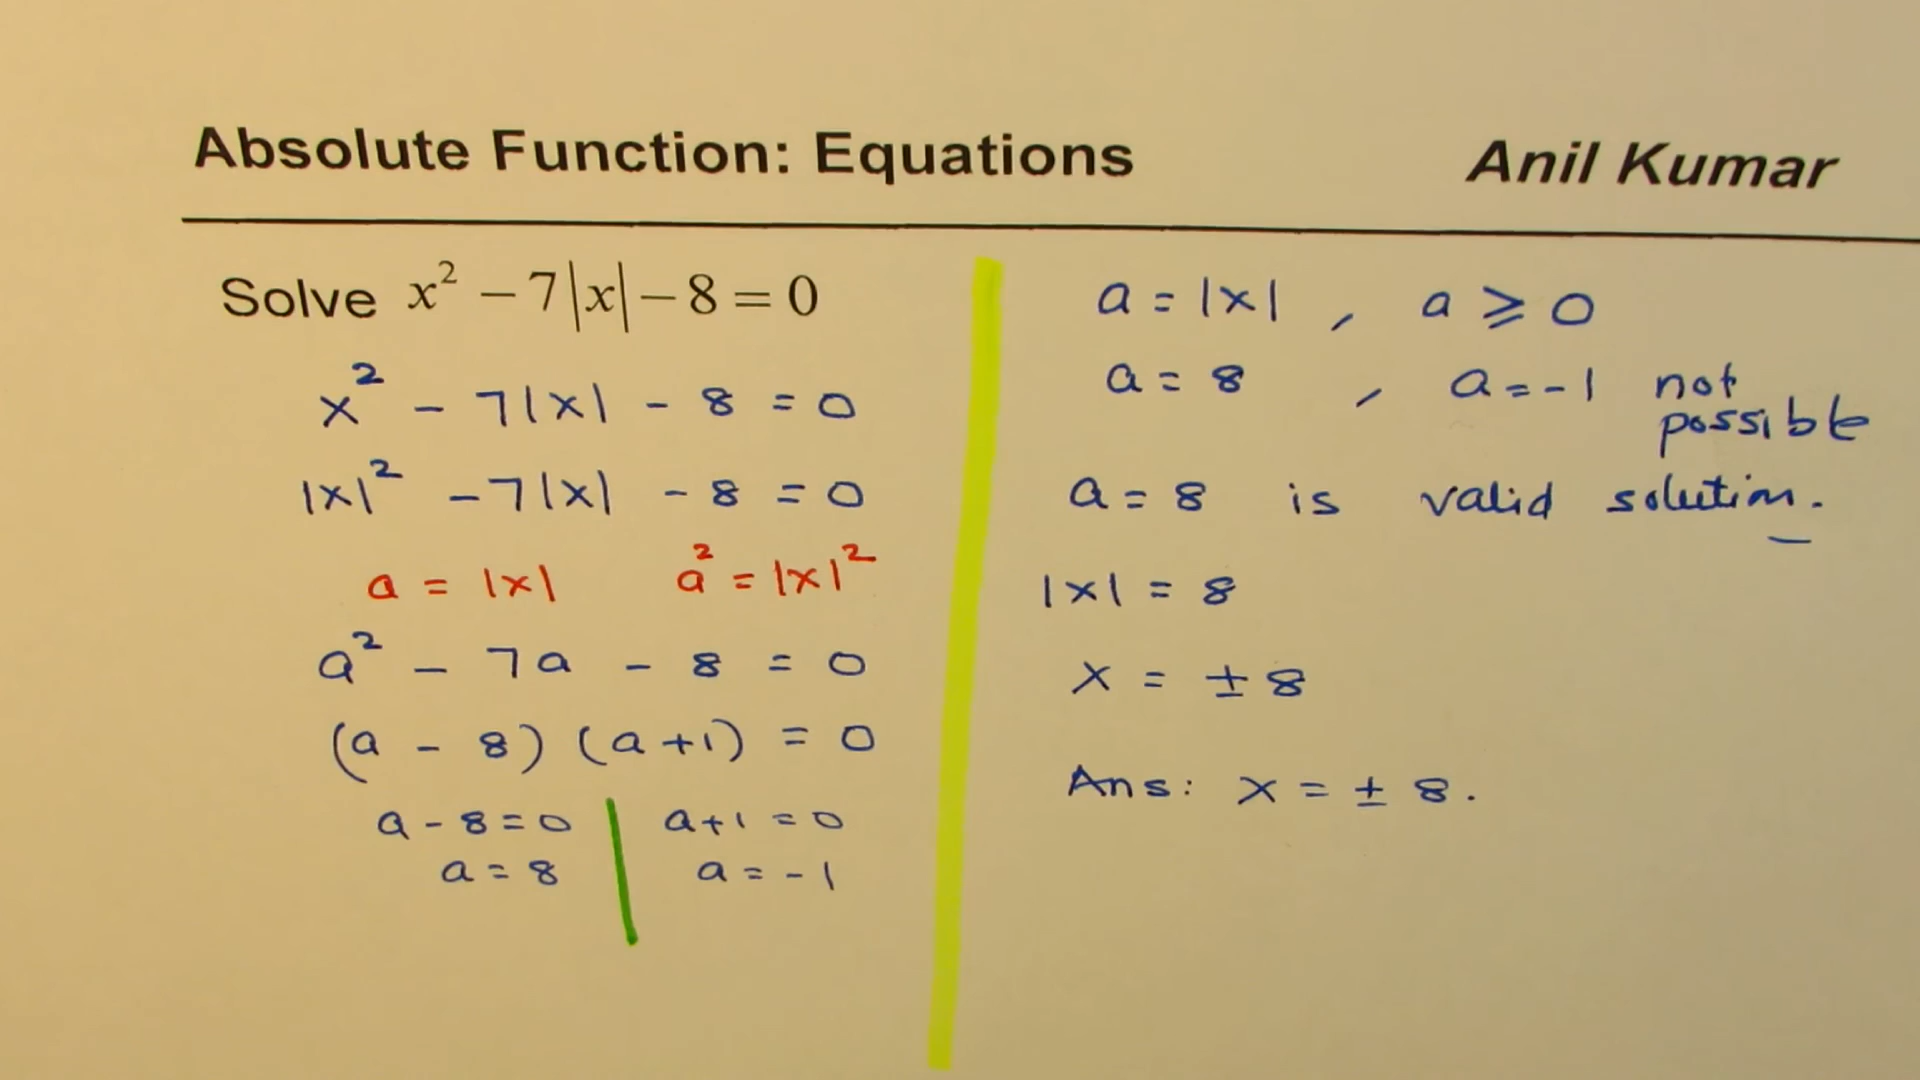 Absolute Function: Equations
Anil Kumar
Solve x² − 7|x| − 8 = 0
x² − 7|x| − 8 = 0
|x|² − 7|x| − 8 = 0
a = |x| a² = |x|²
a² − 7a − 8 = 0
(a − 8) (a + 1) = 0
a − 8 = 0 a + 1 = 0
a = 8 a = −1
a = |x| , a ⩾ 0
a = 8 , a = −1 not
possible
a = 8 is valid solution.
|x| = 8
x = ± 8
Ans: x = ± 8.